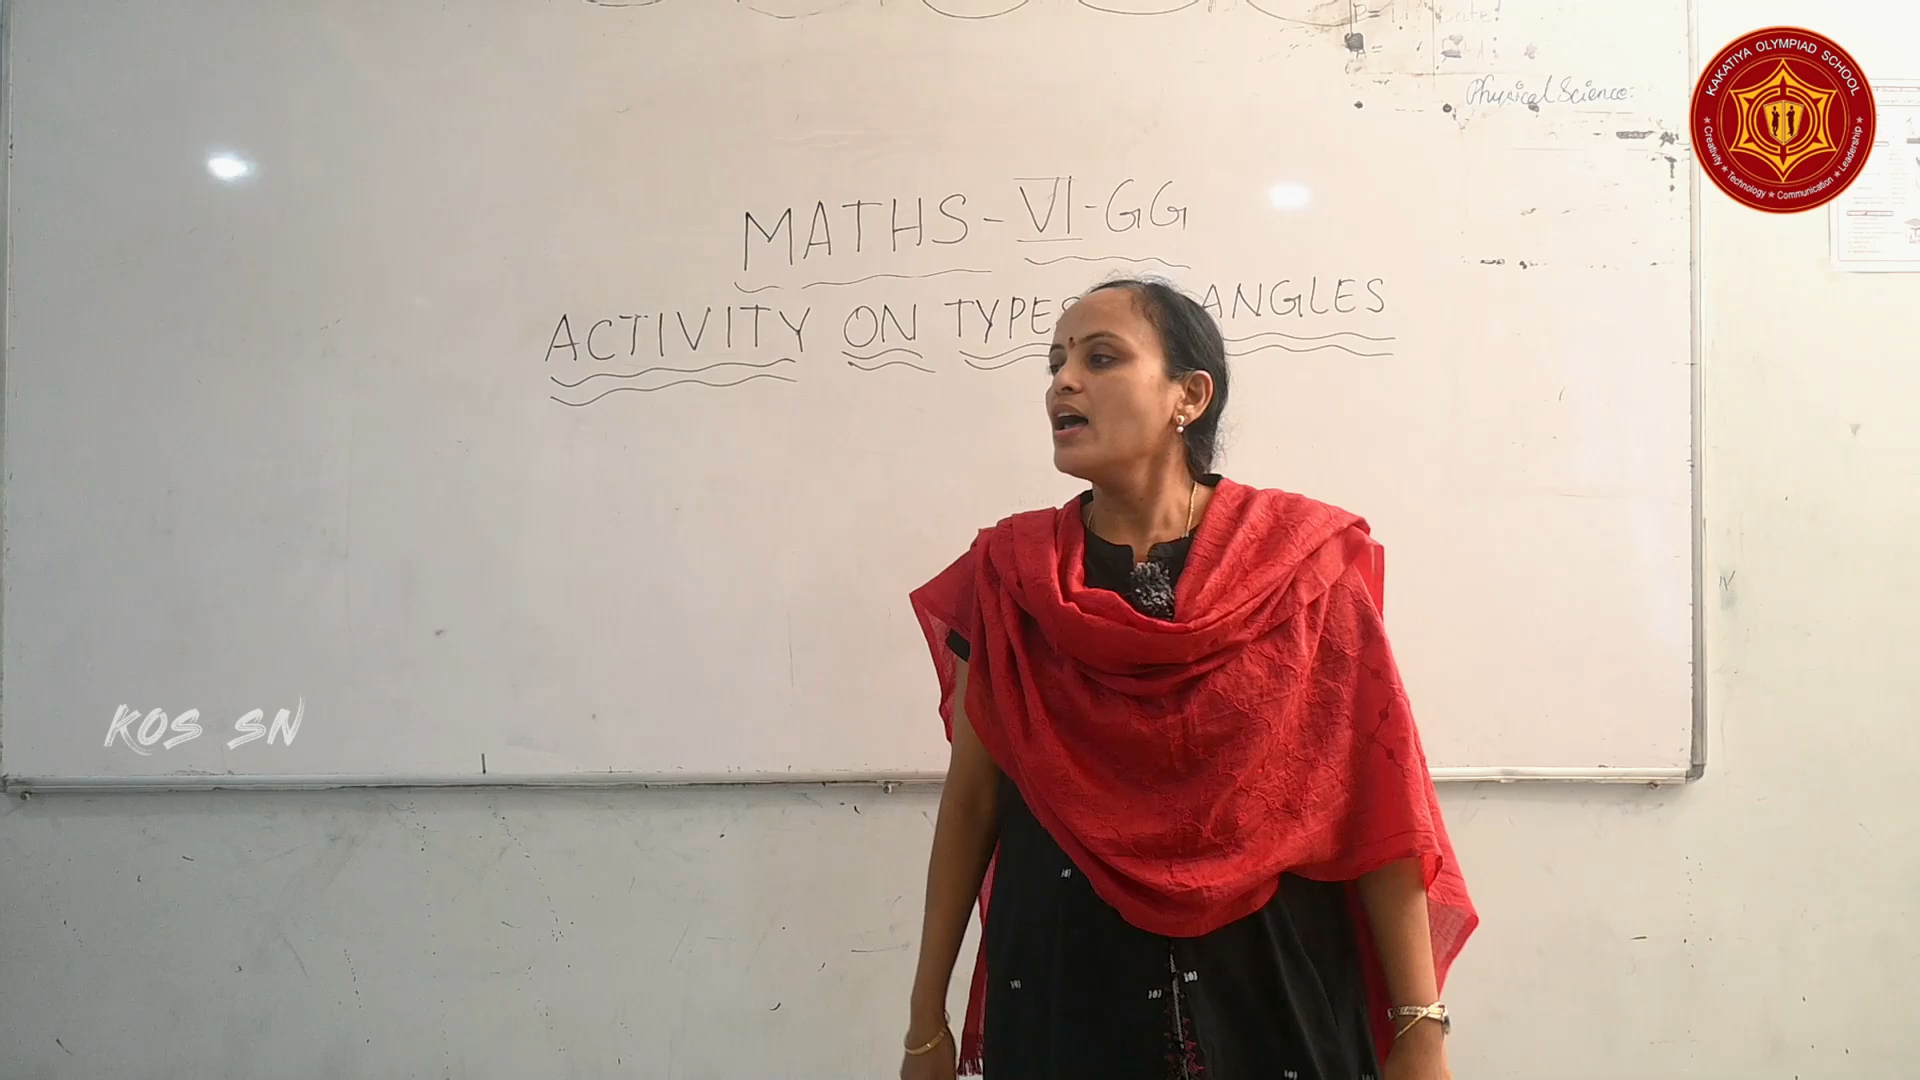 Physical Science:
KAKATIYA OLYMPIAD SCHOOL
★ Creativity ★ Technology ★ Communication ★ Leadership ★
MATHS-VI-GG
ACTIVITY ON TYPES ANGLES
KOS SN